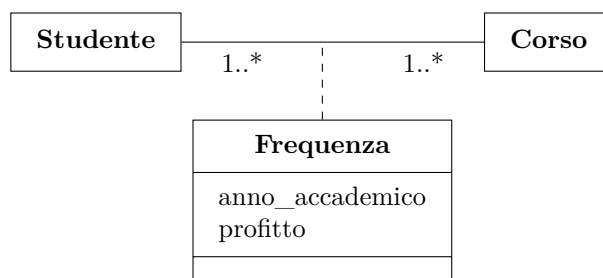 Studente
Corso
1..*
1..*
Frequenza
anno_accademico
profitto